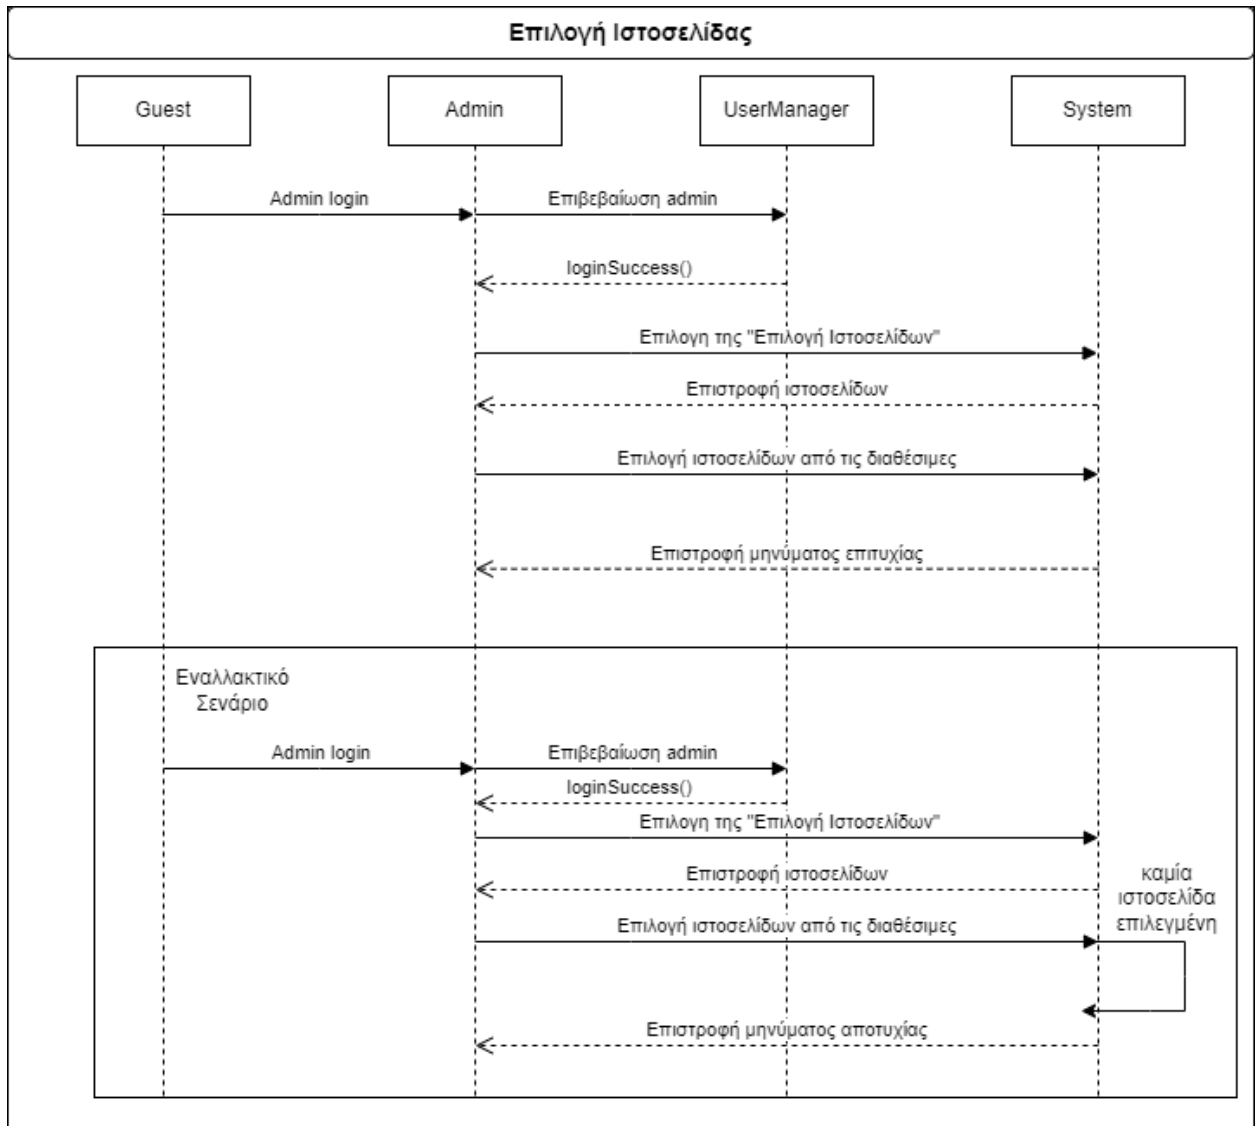 Επιλογή Ιστοσελίδας
Guest
Admin
UserManager
System
Admin login
Επιβεβαίωση admin
loginSuccess()
Επιλογη της "Επιλογή Ιστοσελίδων"
Επιστροφή ιστοσελίδων
Επιλογή ιστοσελίδων από τις διαθέσιμες
Επιστροφή μηνύματος επιτυχίας
Εναλλακτικό
Σενάριο
Admin login
Επιβεβαίωση admin
loginSuccess()
Επιλογη της "Επιλογή Ιστοσελίδων"
Επιστροφή ιστοσελίδων
καμία
ιστοσελίδα
επιλεγμένη
Επιλογή ιστοσελίδων από τις διαθέσιμες
Επιστροφή μηνύματος αποτυχίας